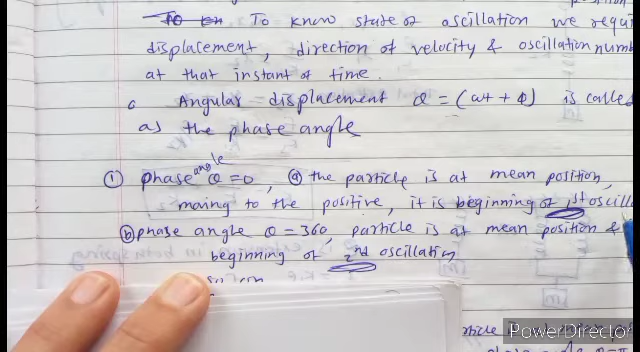 position
To know state of oscillation we requi
displacement, direction of velocity & oscillation numb
at that instant of time.
Angular displacement θ = (ωt + φ) is calle
as the phase angle
① phase angle θ = 0, ⓐ the particle is at mean position,
moing to the positive, it is beginning of 1st oscill
ⓑ phase angle θ = 360, particle is at mean position &
beginning of 2nd oscillation
PowerDirecto